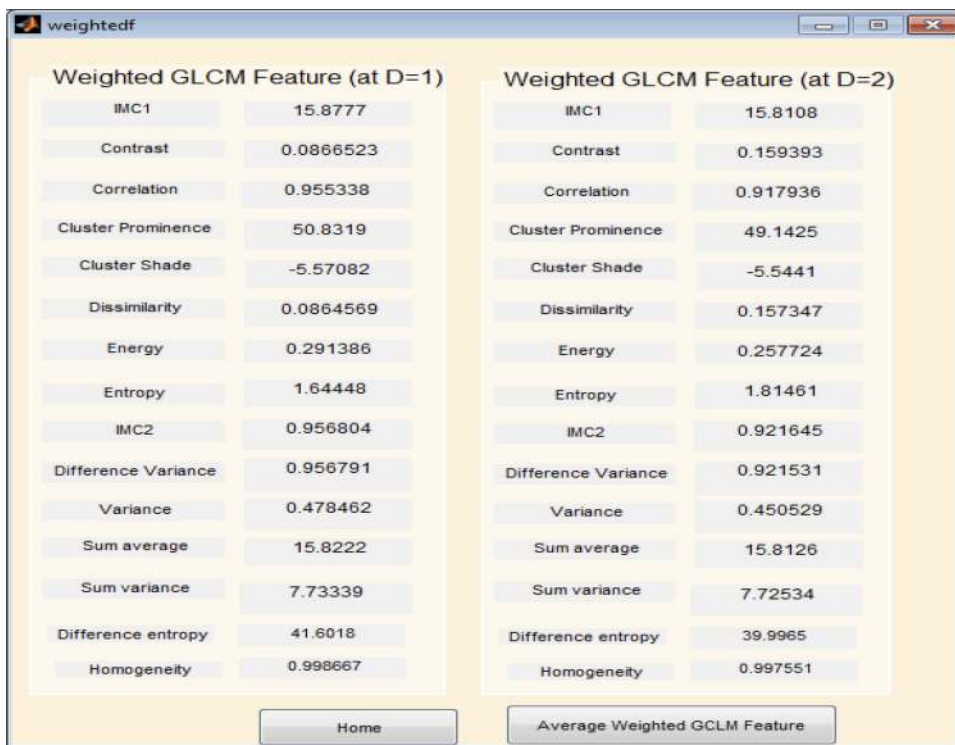 weightedf
Weighted GLCM Feature (at D=1)
IMC1 15.8777
Contrast 0.0866523
Correlation 0.955338
Cluster Prominence 50.8319
Cluster Shade -5.57082
Dissimilarity 0.0864569
Energy 0.291386
Entropy 1.64448
IMC2 0.956804
Difference Variance 0.956791
Variance 0.478462
Sum average 15.8222
Sum variance 7.73339
Difference entropy 41.6018
Homogeneity 0.998667
Weighted GLCM Feature (at D=2)
IMC1 15.8108
Contrast 0.159393
Correlation 0.917936
Cluster Prominence 49.1425
Cluster Shade -5.5441
Dissimilarity 0.157347
Energy 0.257724
Entropy 1.81461
IMC2 0.921645
Difference Variance 0.921531
Variance 0.450529
Sum average 15.8126
Sum variance 7.72534
Difference entropy 39.9965
Homogeneity 0.997551
Home
Average Weighted GCLM Feature